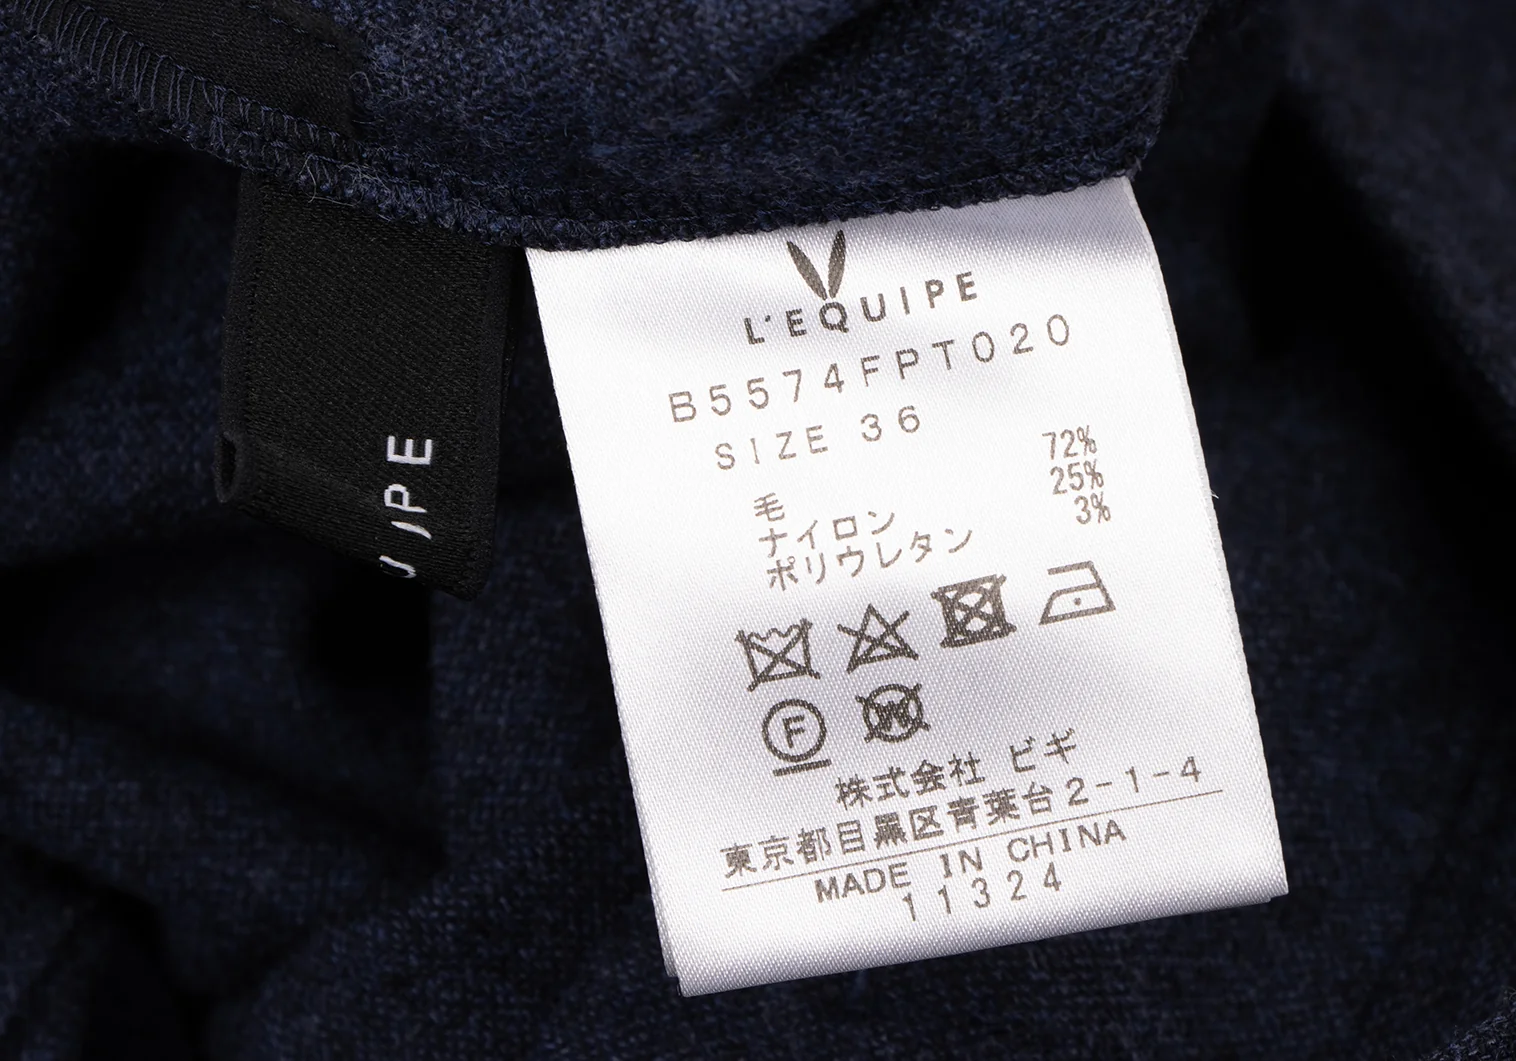 UIPE
L'EQUIPE
B5574FPT020
SIZE 36
毛 72%
ナイロン 25%
ポリウレタン 3%
F W
株式会社 ビギ
東京都目黒区青葉台2-1-4
MADE IN CHINA
11324